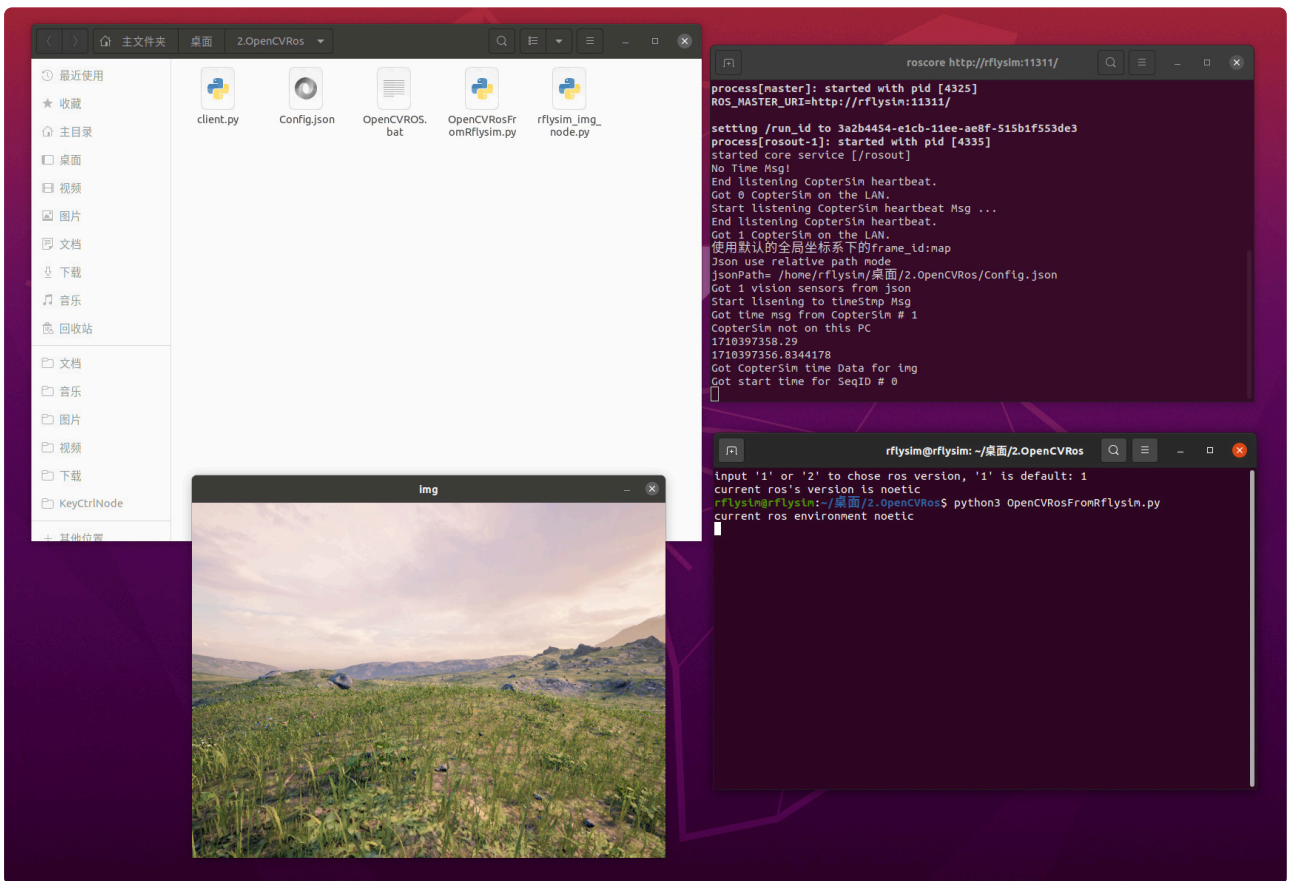 主文件夹 桌面 2.OpenCVRos
最近使用
收藏
主目录
桌面
视频
图片
文档
下载
音乐
回收站
文档
音乐
图片
视频
下载
KeyCtrlNode
其他位置
client.py
Config.json
OpenCVROS.
bat
OpenCVRosFr
omRflysim.py
rflysim_img_
node.py
roscore http://rflysim:11311/
process[master]: started with pid [4325]
ROS_MASTER_URI=http://rflysim:11311/
setting /run_id to 3a2b4454-e1cb-11ee-ae8f-515b1f553de3
process[rosout-1]: started with pid [4335]
started core service [/rosout]
No Time Msg!
End listening CopterSim heartbeat.
Got 0 CopterSim on the LAN.
Start listening CopterSim heartbeat Msg ...
End listening CopterSim heartbeat.
Got 1 CopterSim on the LAN.
使用默认的全局坐标系下的frame_id:map
Json use relative path mode
jsonPath= /home/rflysim/桌面/2.OpenCVRos/Config.json
Got 1 vision sensors from json
Start lisening to timeStmp Msg
Got time msg from CopterSim # 1
CopterSim not on this PC
1710397358.29
1710397356.8344178
Got CopterSim time Data for img
Got start time for SeqID # 0
rflysim@rflysim: ~/桌面/2.OpenCVRos
input '1' or '2' to chose ros version, '1' is default: 1
current ros's version is noetic
rflysim@rflysim:~/桌面/2.OpenCVRos$ python3 OpenCVRosFromRflysim.py
current ros environment noetic
img